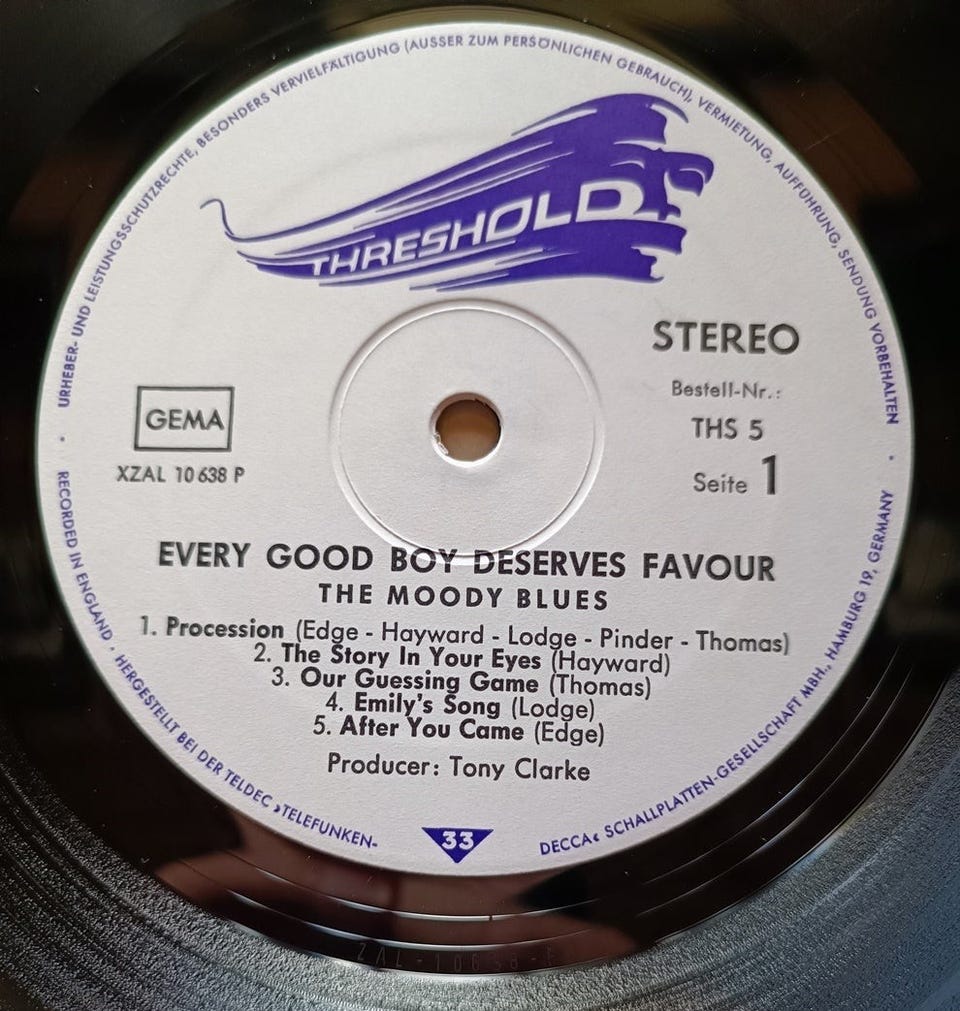 URHEBER- UND LEISTUNGSSCHUTZRECHTE, BESONDERS VERVIELFÄLTIGUNG (AUSSER ZUM PERSÖNLICHEN GEBRAUCH), VERMIETUNG, AUFFÜHRUNG, SENDUNG VORBEHALTEN
THRESHOLD
STEREO
Bestell-Nr.:
THS 5
Seite 1
GEMA
XZAL 10 638 P
EVERY GOOD BOY DESERVES FAVOUR
THE MOODY BLUES
1. Procession (Edge - Hayward - Lodge - Pinder - Thomas)
2. The Story In Your Eyes (Hayward)
3. Our Guessing Game (Thomas)
4. Emily's Song (Lodge)
5. After You Came (Edge)
Producer: Tony Clarke
33
RECORDED IN ENGLAND · HERGESTELLT BEI DER TELDEC »TELEFUNKEN-DECCA« SCHALLPLATTEN-GESELLSCHAFT MBH., HAMBURG 19, GERMANY